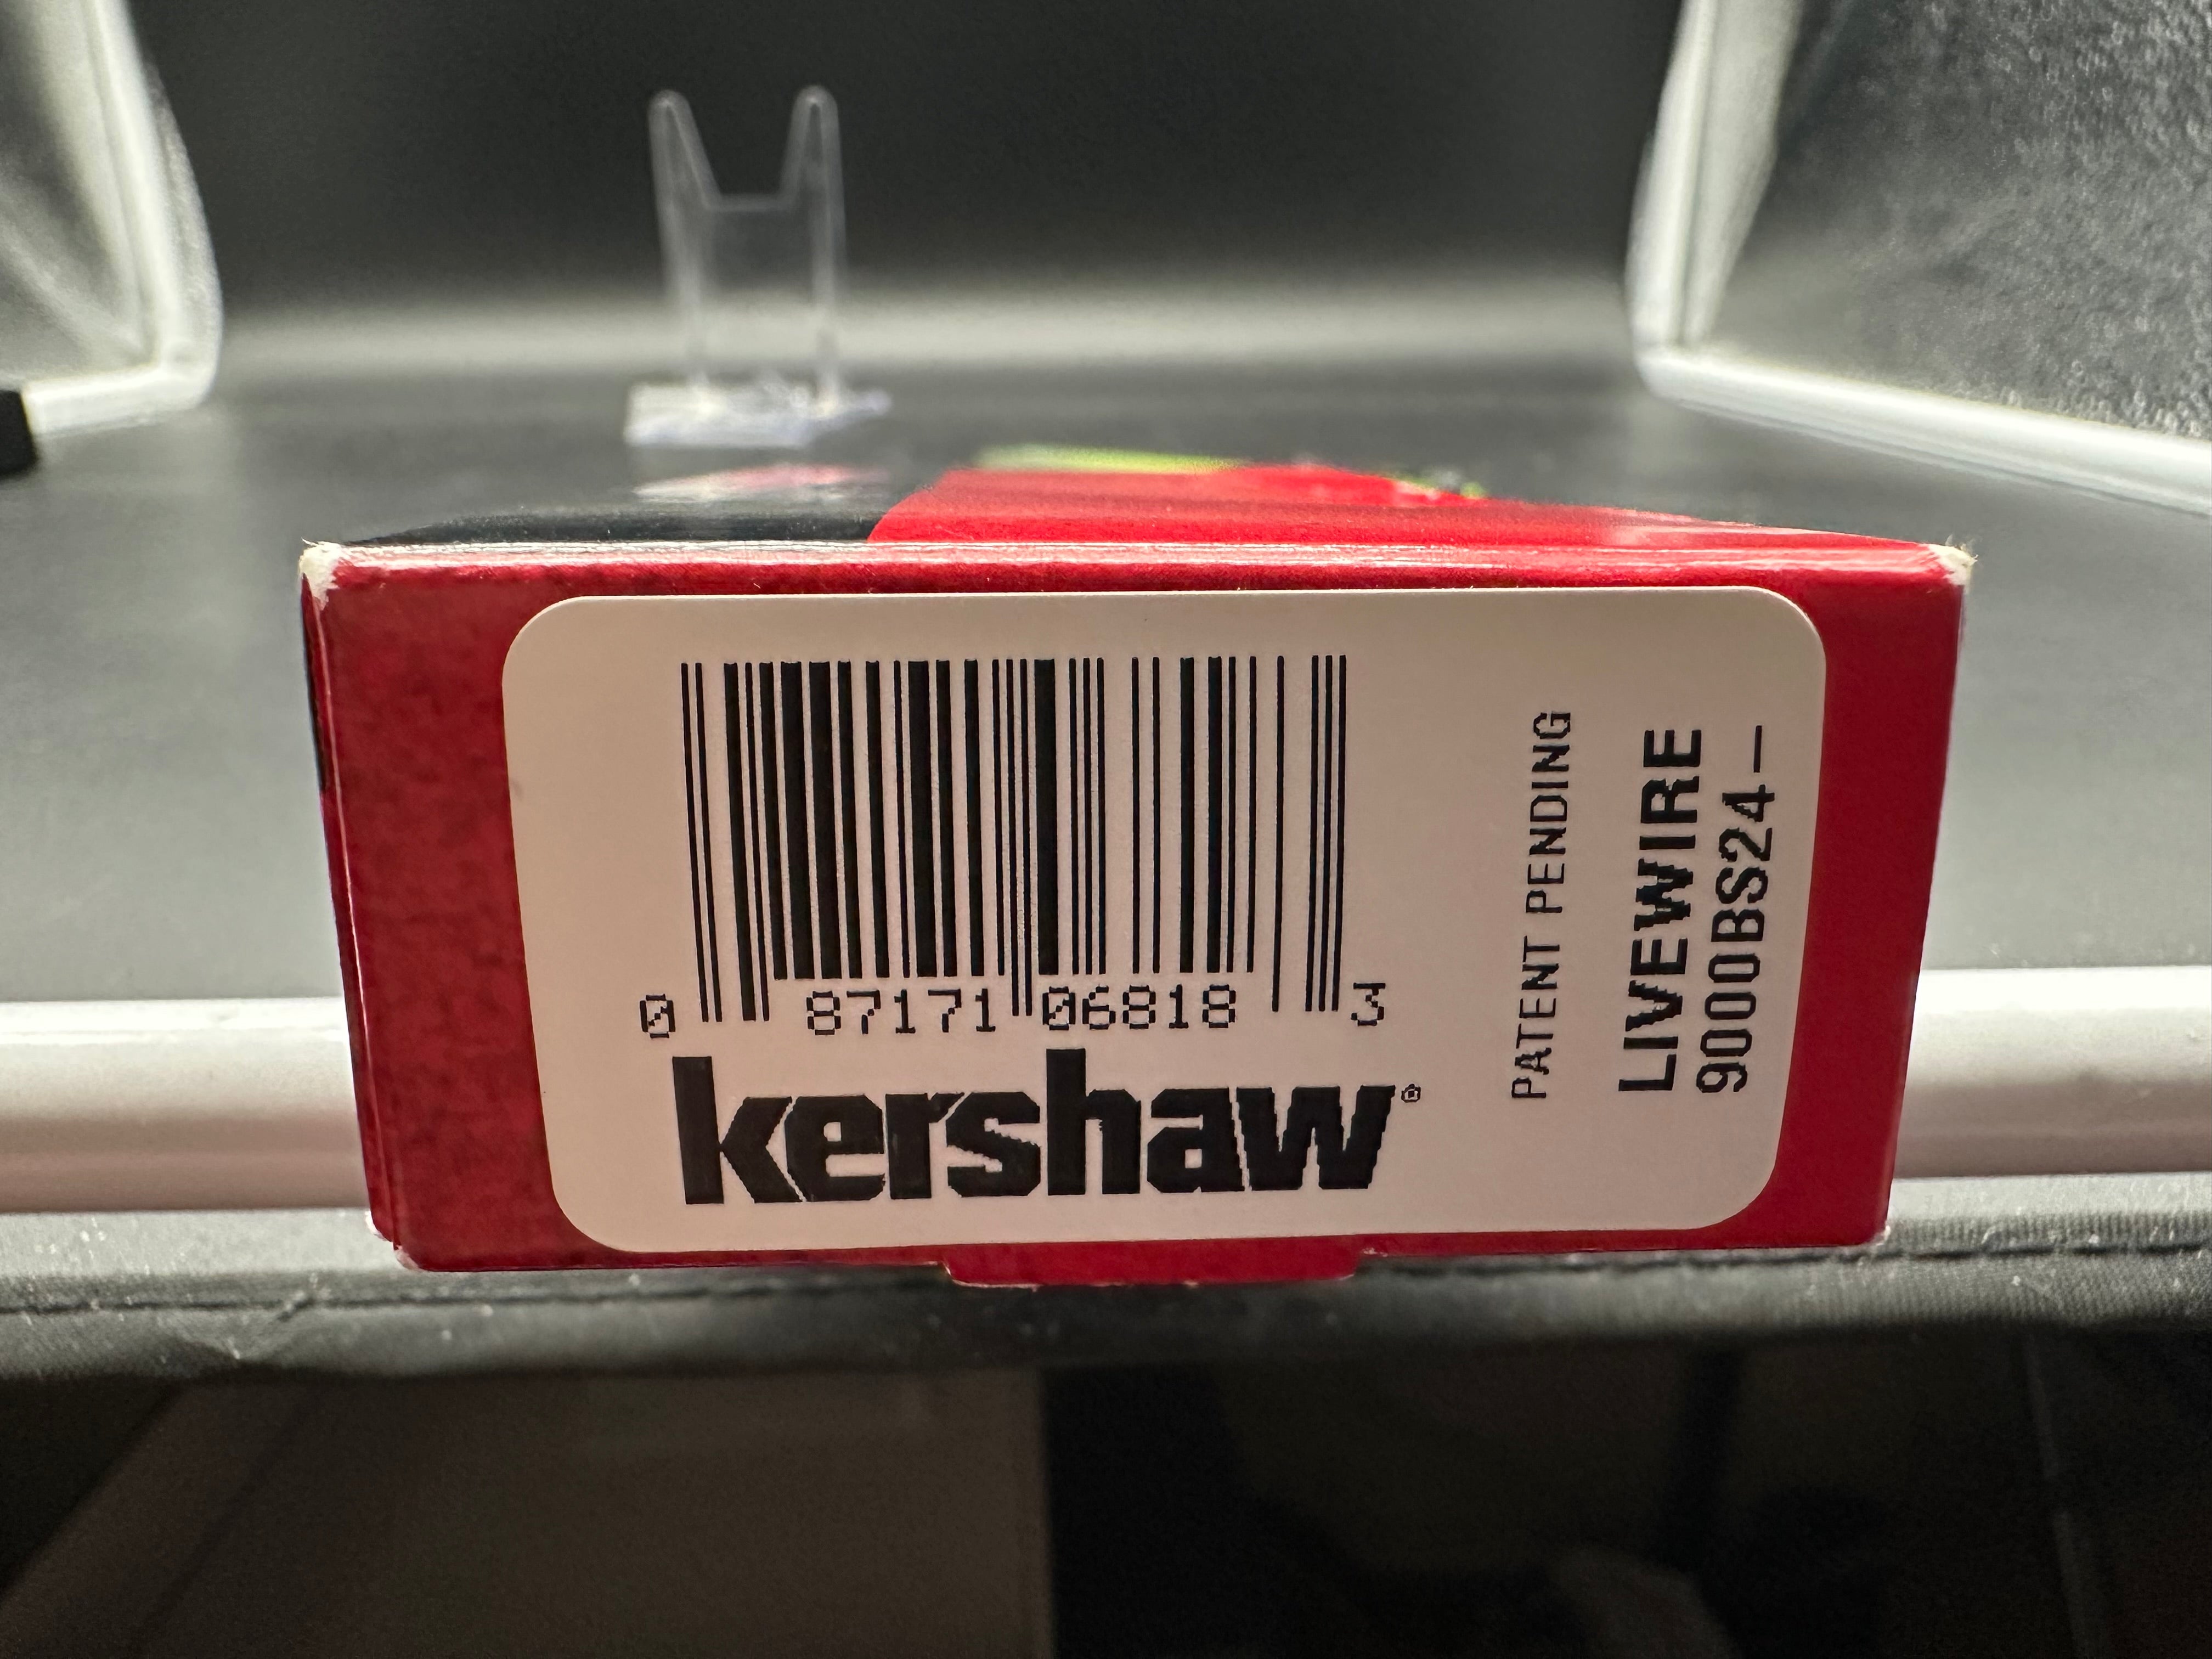 0 87171 06818 3
kershaw®
PATENT PENDING
LIVEWIRE
9000BS24-